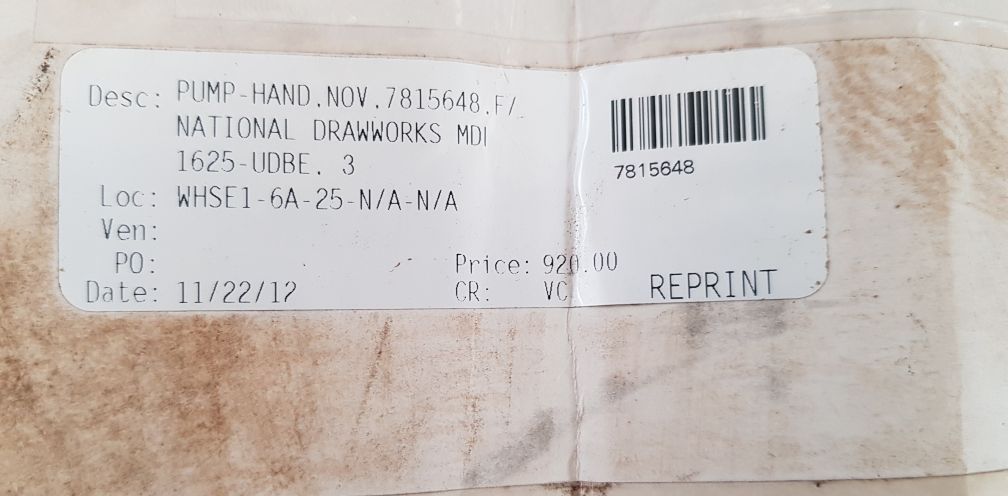 Desc: PUMP-HAND,NOV,7815648,F/
NATIONAL DRAWWORKS MDL
1625-UDBE, 3
7815648
Loc: WHSE1-6A-25-N/A-N/A
Ven:
PO:
Price: 920.00
Date: 11/22/12
CR: VC
REPRINT